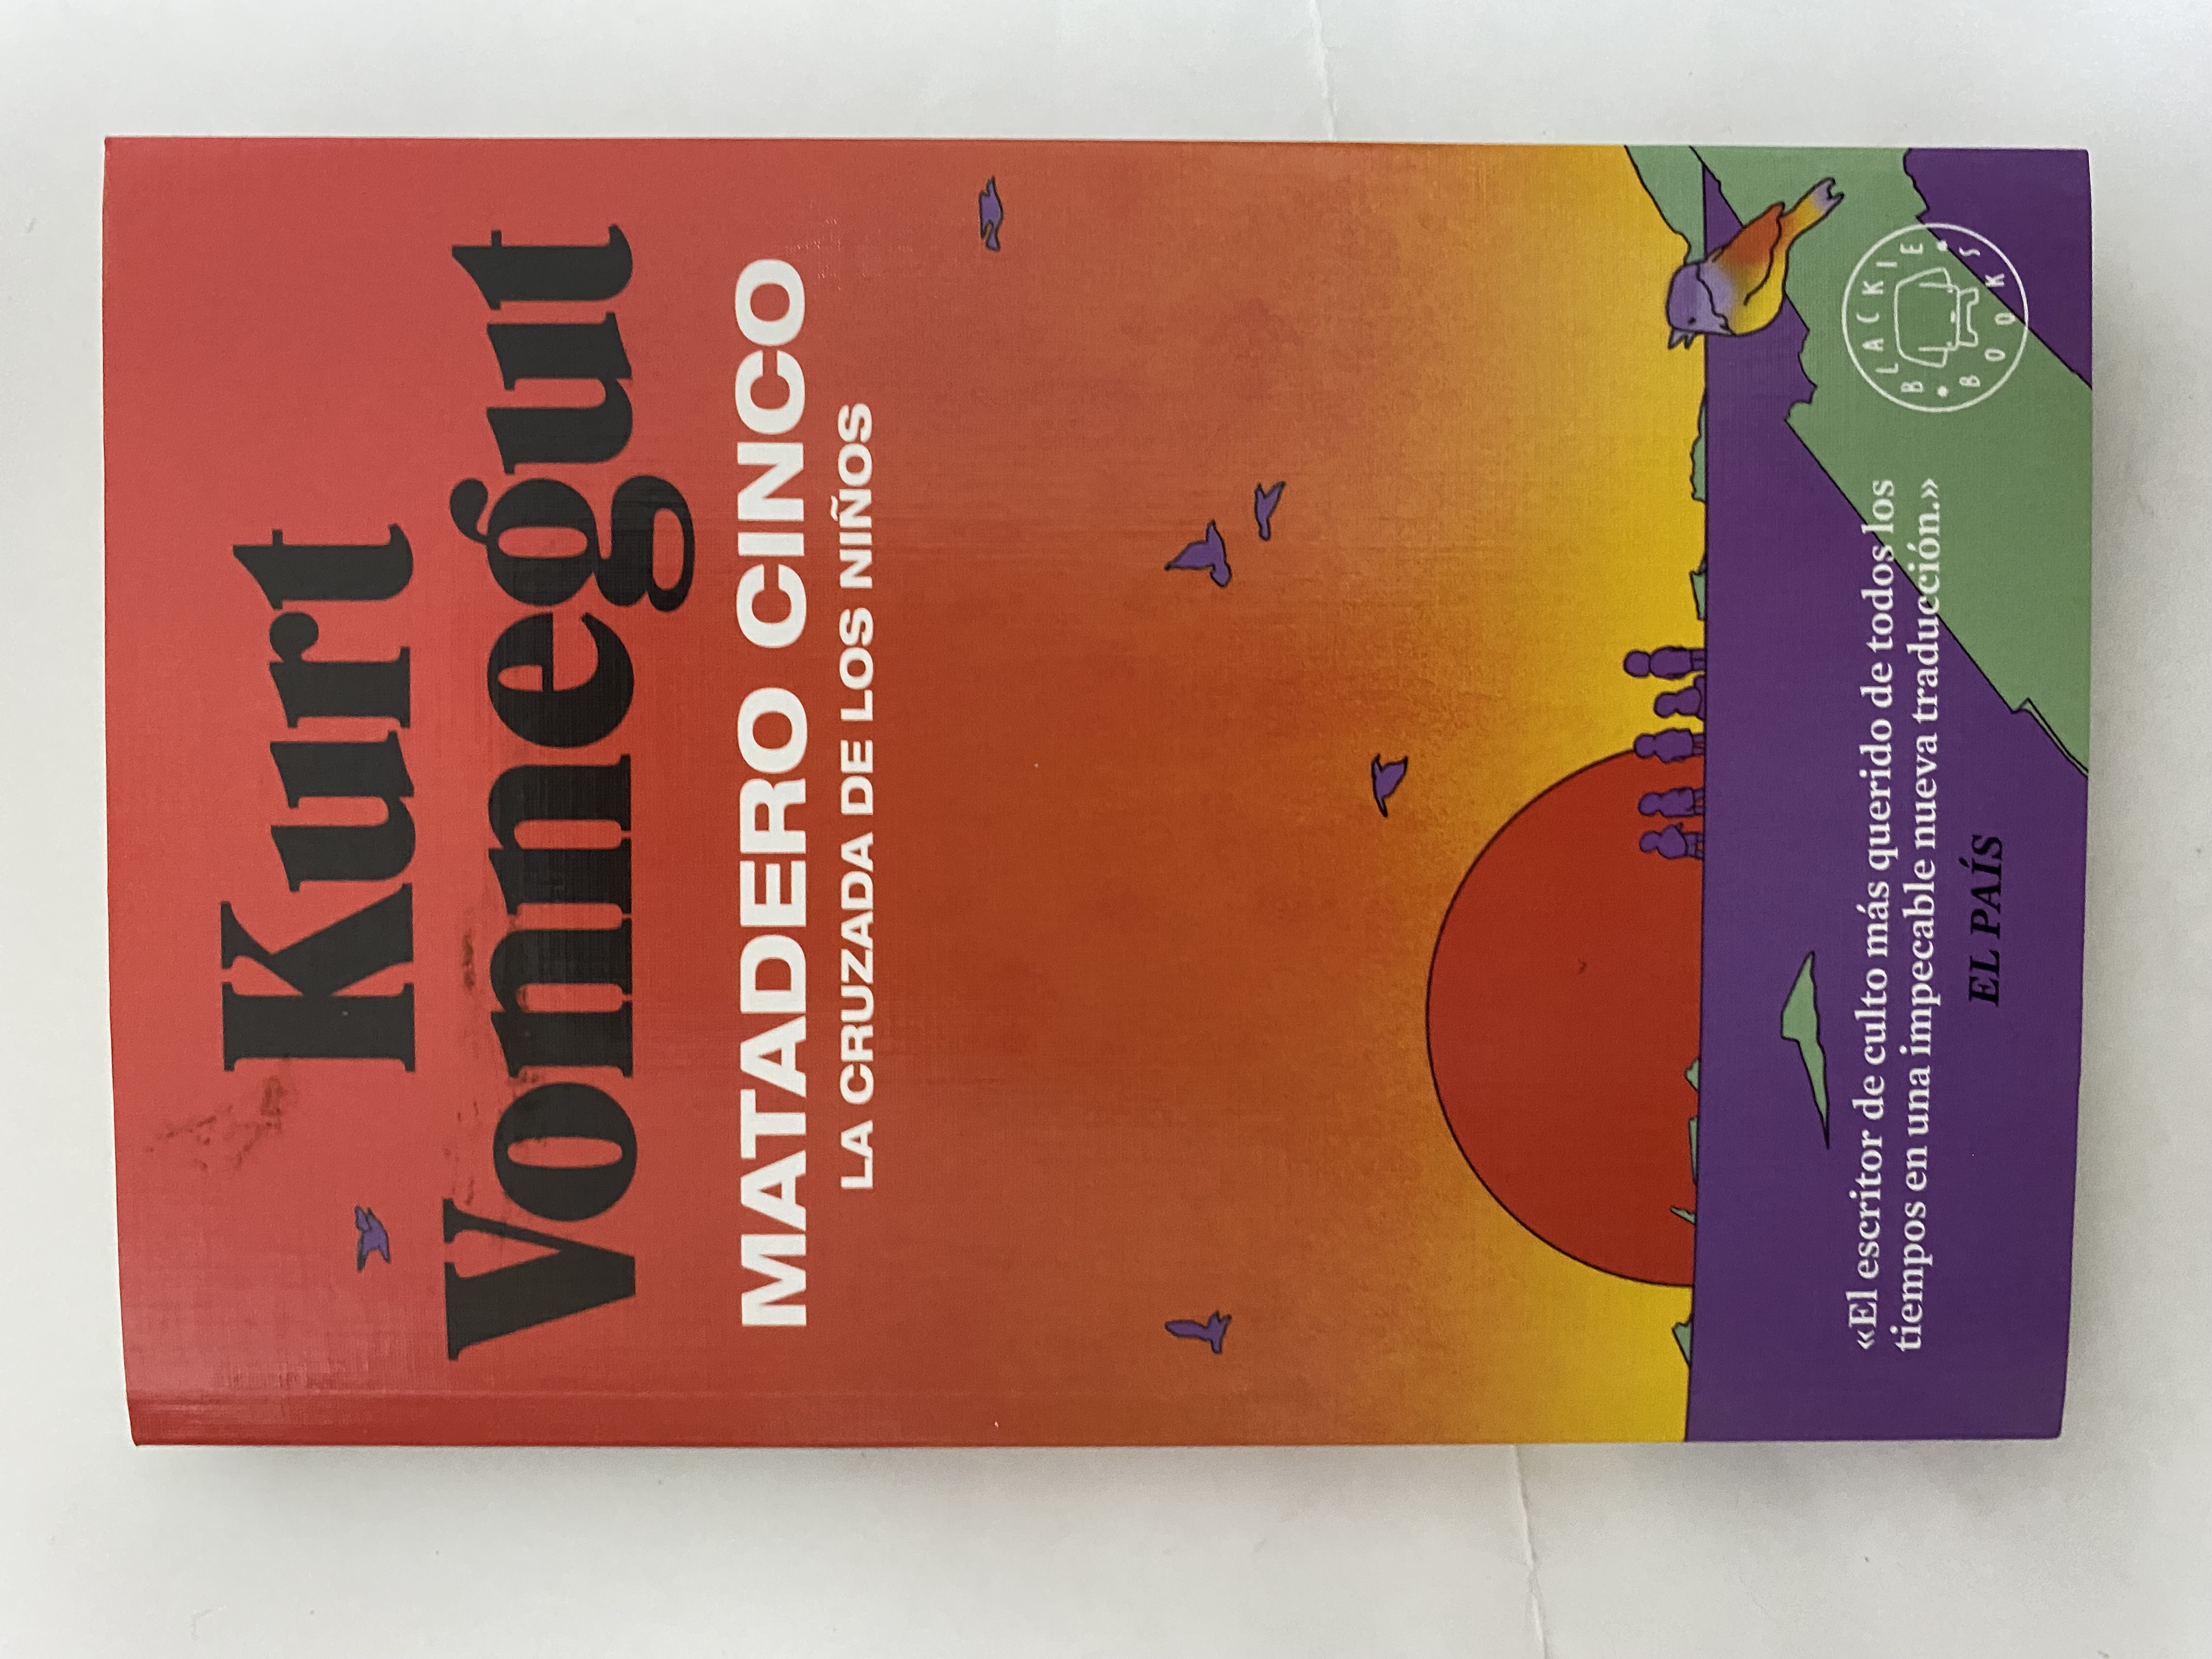 Kurt
Vonnegut
MATADERO CINCO
LA CRUZADA DE LOS NIÑOS
«El escritor de culto más querido de todos los
tiempos en una impecable nueva traducción.»
EL PAÍS
BLACKIE
BOOKS